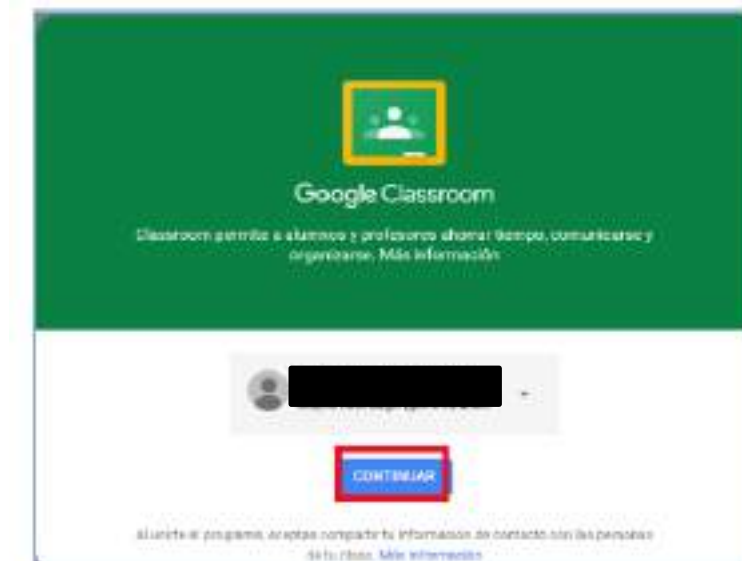 Google Classroom
Classroom permite a alumnos y profesores ahorrar tiempo, comunicarse y
organizarse. Más información
CONTINUAR
Al unirte al programa, aceptas compartir tu información de contacto con las personas
de tu clase. Más información